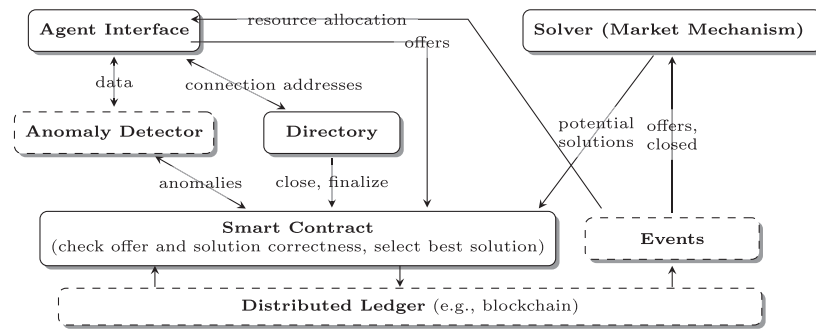 resource allocation
Agent Interface
Solver (Market Mechanism)
offers
data
connection addresses
Anomaly Detector
Directory
potential
solutions
offers,
closed
anomalies
close, finalize
Smart Contract
(check offer and solution correctness, select best solution)
Events
Distributed Ledger (e.g., blockchain)